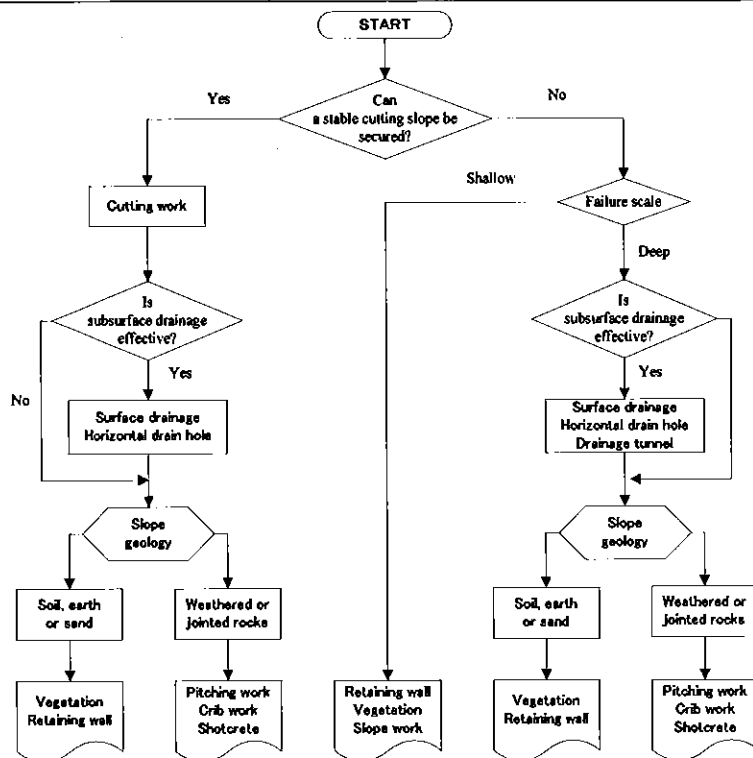 START
Can
a stable cutting slope be
secured?
Yes
No
Cutting work
Shallow
Failure scale
Deep
Is
subsurface drainage
effective?
Is
subsurface drainage
effective?
No
Yes
Yes
Surface drainage
Horizontal drain hole
Surface drainage
Horizontal drain hole
Drainage tunnel
Slope
geology
Slope
geology
Soil, earth
or sand
Weathered or
jointed rocks
Soil, earth
or sand
Weathered or
jointed rocks
Vegetation
Retaining wall
Pitching work
Crib work
Shotcrete
Retaining wall
Vegetation
Slope work
Vegetation
Retaining wall
Pitching work
Crib work
Shotcrete